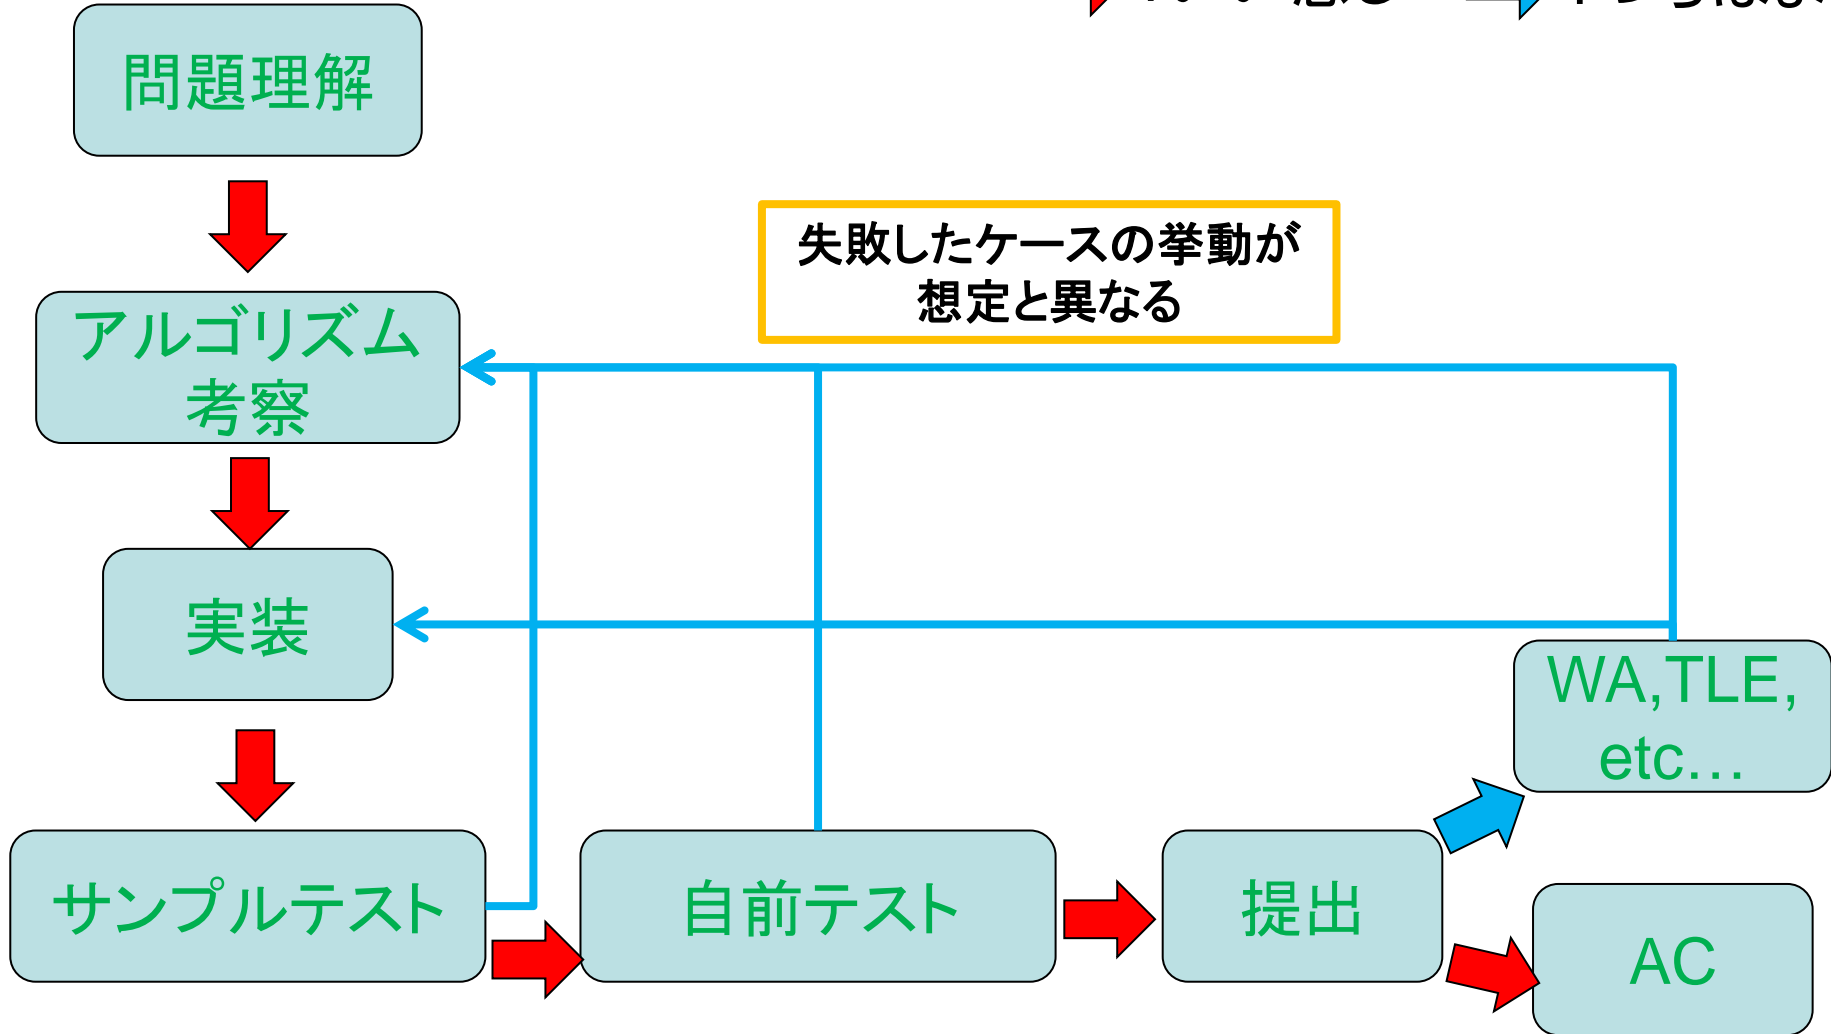 問題理解
失敗したケースの挙動が
想定と異なる
アルゴリズム
考察
実装
WA,TLE,
etc…
サンプルテスト
自前テスト
提出
AC